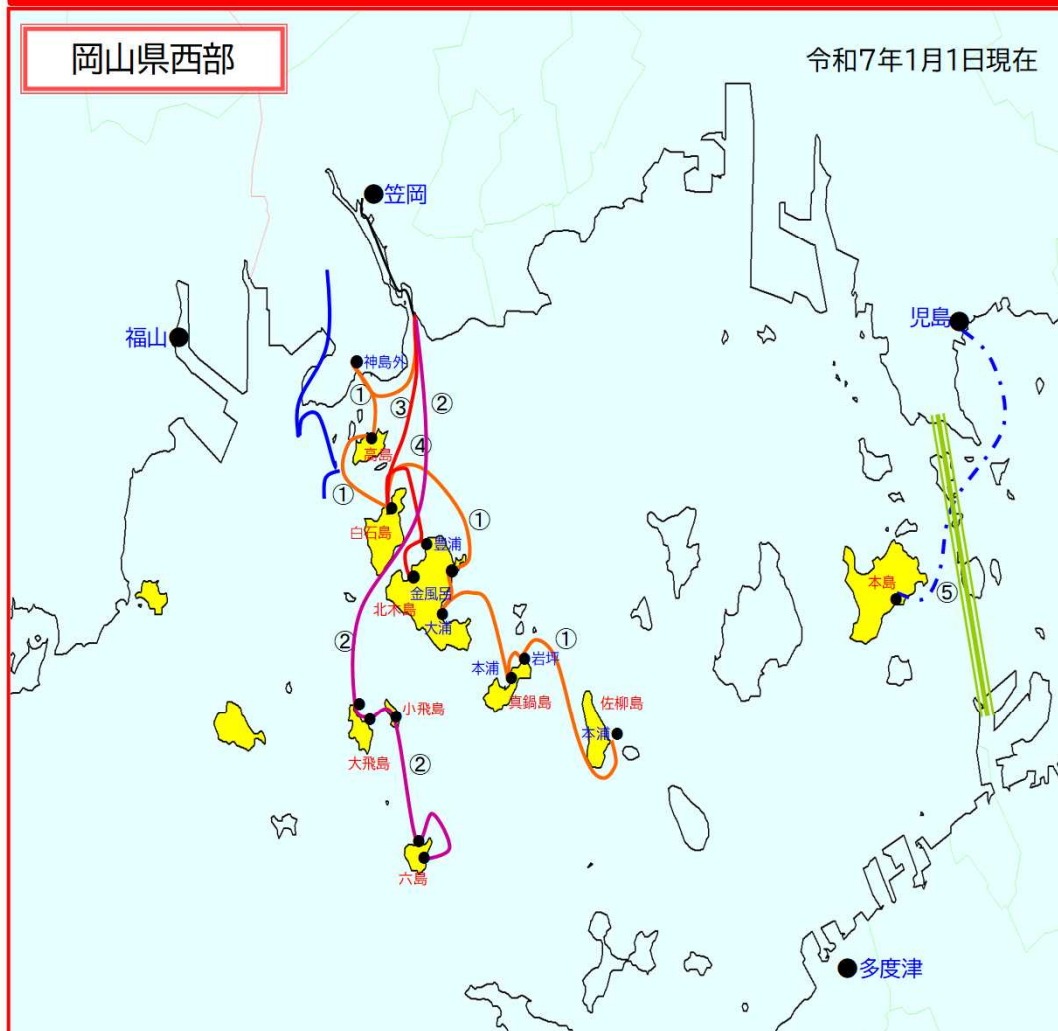 岡山県西部
令和7年1月1日現在
笠岡
福山
児島
神島外
①
③
②
④
高島
①
①
白石島
豊浦
金風呂
北木島
大浦
本島
⑤
②
①
岩坪
本浦
真鍋島
佐柳島
本浦
小飛島
大飛島
②
六島
多度津